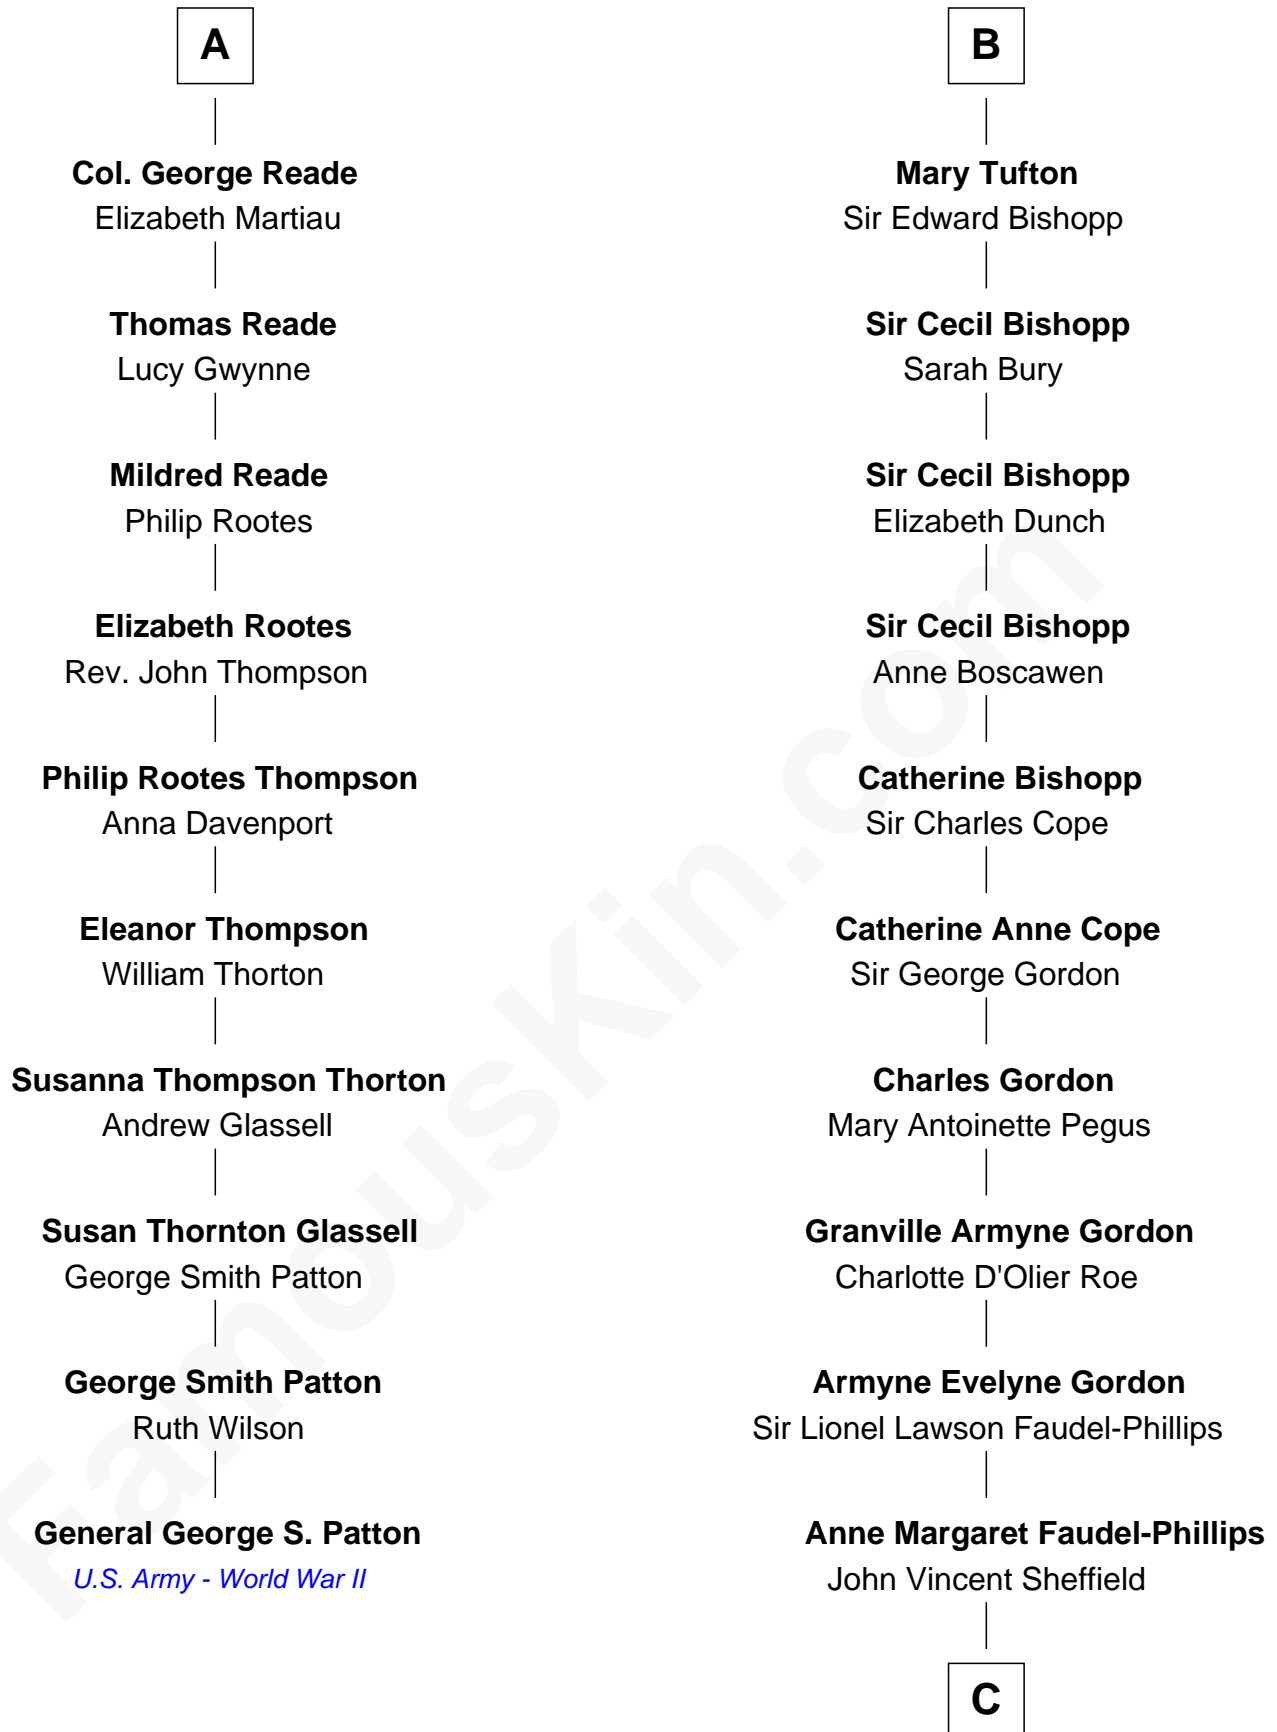 A
Col. George Reade
Elizabeth Martiau
Thomas Reade
Lucy Gwynne
Mildred Reade
Philip Rootes
Elizabeth Rootes
Rev. John Thompson
Philip Rootes Thompson
Anna Davenport
Eleanor Thompson
William Thorton
Susanna Thompson Thorton
Andrew Glassell
Susan Thornton Glassell
George Smith Patton
George Smith Patton
Ruth Wilson
General George S. Patton
U.S. Army - World War II
B
Mary Tufton
Sir Edward Bishopp
Sir Cecil Bishopp
Sarah Bury
Sir Cecil Bishopp
Elizabeth Dunch
Sir Cecil Bishopp
Anne Boscawen
Catherine Bishopp
Sir Charles Cope
Catherine Anne Cope
Sir George Gordon
Charles Gordon
Mary Antoinette Pegus
Granville Armyne Gordon
Charlotte D'Olier Roe
Armyne Evelyne Gordon
Sir Lionel Lawson Faudel-Phillips
Anne Margaret Faudel-Phillips
John Vincent Sheffield
C
FamousKin.com